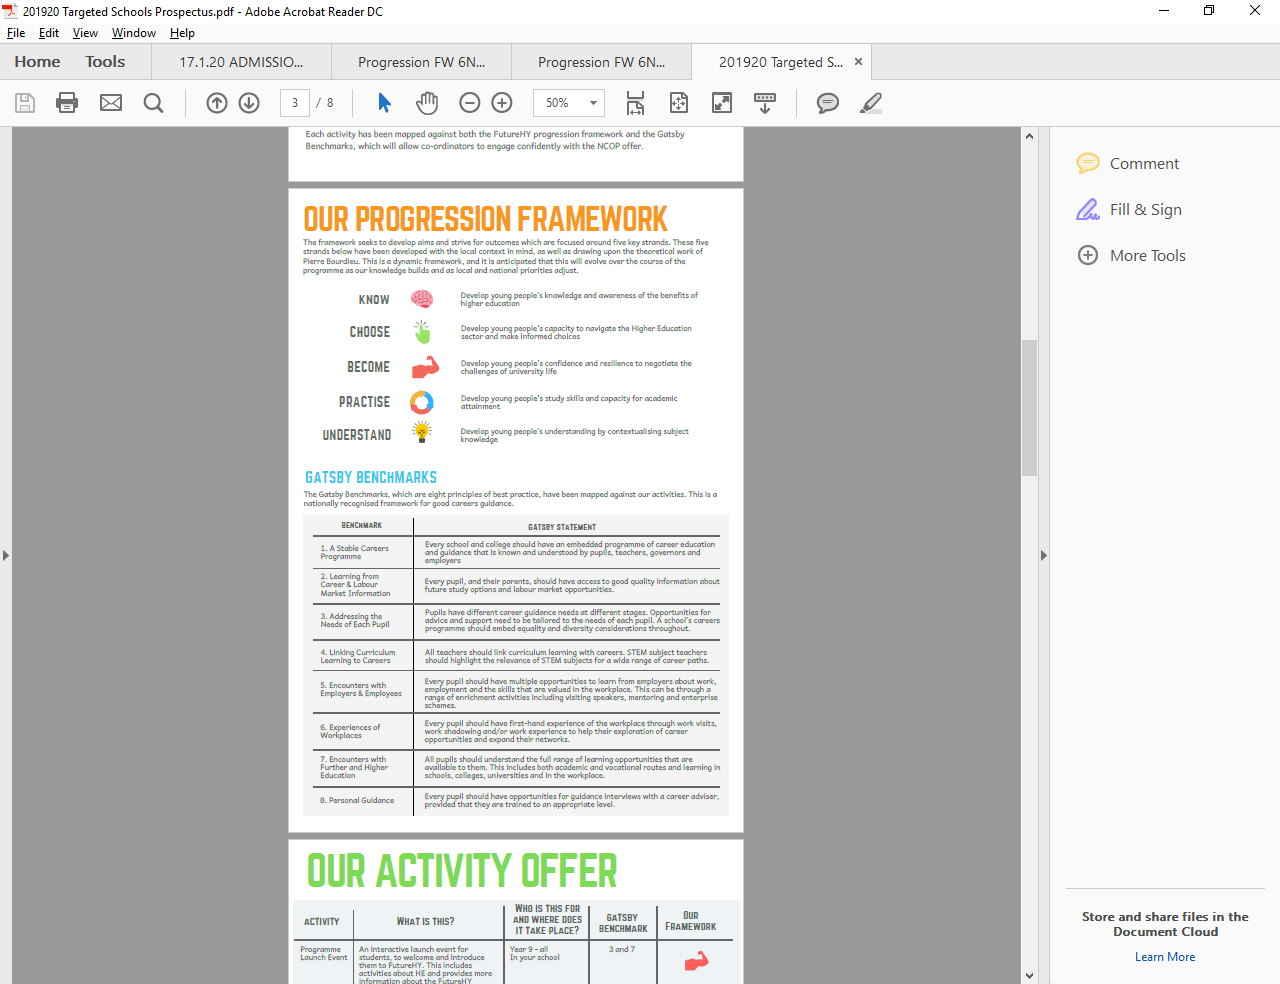 201920 Targeted Schools Prospectus.pdf - Adobe Acrobat Reader DC
File Edit View Window Help
Home Tools 17.1.20 ADMISSIO... Progression FW 6N... Progression FW 6N... 201920 Targeted S... ×
3 / 8 50%
Each activity has been mapped against both the FutureHY progression framework and the Gatsby
Benchmarks, which will allow co-ordinators to engage confidently with the NCOP offer.
OUR PROGRESSION FRAMEWORK
The framework seeks to develop aims and strive for outcomes which are focused around five key strands. These five
strands below have been developed with the local context in mind, as well as drawing upon the theoretical work of
Pierre Bourdieu. This is a dynamic framework, and it is anticipated that this will evolve over the course of the
programme as our knowledge builds and as local and national priorities adjust.
KNOW
Develop young people's knowledge and awareness of the benefits of
higher education
CHOOSE
Develop young people's capacity to navigate the Higher Education
sector and make informed choices
BECOME
Develop young people's confidence and resilience to negotiate the
challenges of university life
PRACTISE
Develop young people's study skills and capacity for academic
attainment
UNDERSTAND
Develop young people's understanding by contextualising subject
knowledge
GATSBY BENCHMARKS
The Gatsby Benchmarks, which are eight principles of best practice, have been mapped against our activities. This is a
nationally recognised framework for good careers guidance.
BENCHMARK
GATSBY STATEMENT
1. A Stable Careers
Programme
Every school and college should have an embedded programme of career education
and guidance that is known and understood by pupils, teachers, governors and
employers
2. Learning from
Career & Labour
Market Information
Every pupil, and their parents, should have access to good quality information about
future study options and labour market opportunities.
3. Addressing the
Needs of Each Pupil
Pupils have different career guidance needs at different stages. Opportunities for
advice and support need to be tailored to the needs of each pupil. A school's careers
programme should embed equality and diversity considerations throughout.
4. Linking Curriculum
Learning to Careers
All teachers should link curriculum learning with careers. STEM subject teachers
should highlight the relevance of STEM subjects for a wide range of career paths.
5. Encounters with
Employers & Employees
Every pupil should have multiple opportunities to learn from employers about work,
employment and the skills that are valued in the workplace. This can be through a
range of enrichment activities including visiting speakers, mentoring and enterprise
schemes.
6. Experiences of
Workplaces
Every pupil should have first-hand experience of the workplace through work visits,
work shadowing and/or work experience to help their exploration of career
opportunities and expand their networks.
7. Encounters with
Further and Higher
Education
All pupils should understand the full range of learning opportunities that are
available to them. This includes both academic and vocational routes and learning in
schools, colleges, universities and in the workplace.
8. Personal Guidance
Every pupil should have opportunities for guidance interviews with a career adviser,
provided that they are trained to an appropriate level.
OUR ACTIVITY OFFER
ACTIVITY
WHAT IS THIS?
WHO IS THIS FOR
AND WHERE DOES
IT TAKE PLACE?
GATSBY
BENCHMARK
OUR
FRAMEWORK
Programme
Launch Event
An interactive launch event for
students, to welcome and introduce
them to FutureHY. This includes
activities about HE and provides more
information about the FutureHY
Year 9 - all
In your school
3 and 7
Comment
Fill & Sign
More Tools
Store and share files in the
Document Cloud
Learn More